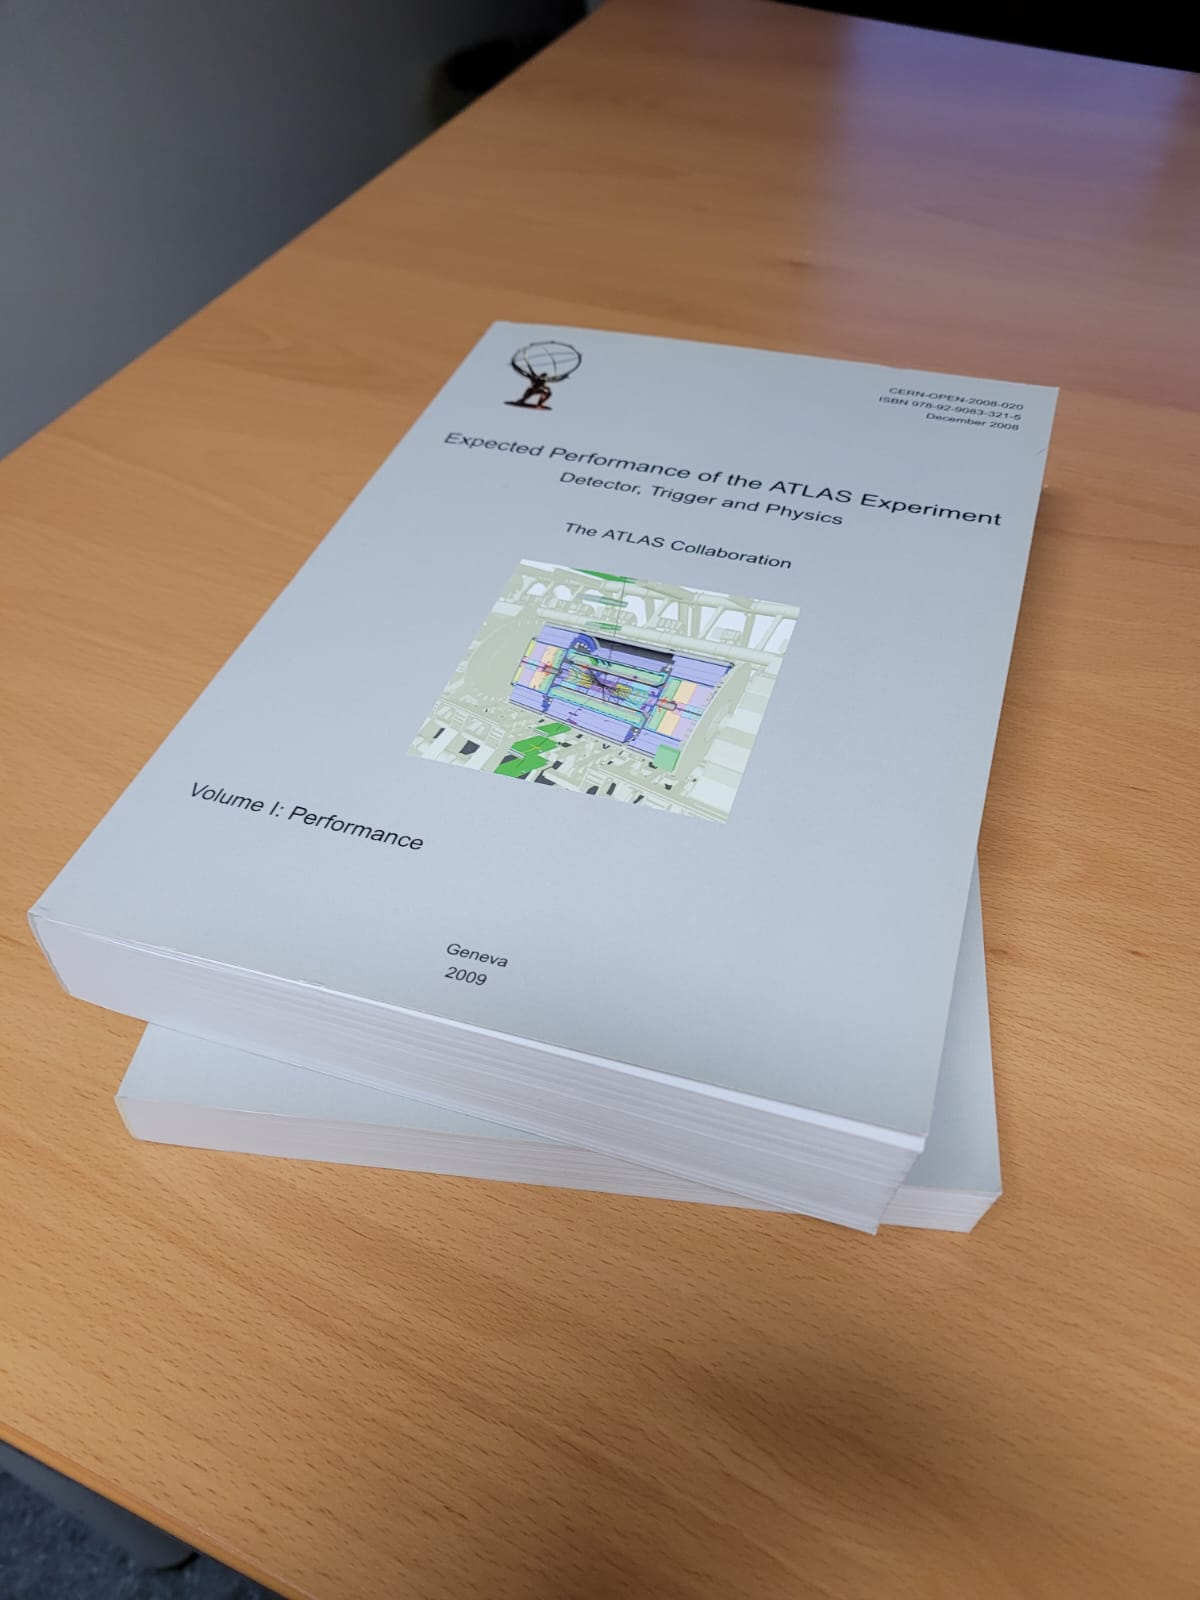 CERN-OPEN-2008-020
ISBN 978-92-9083-321-5
December 2008
Expected Performance of the ATLAS Experiment
Detector, Trigger and Physics
The ATLAS Collaboration
Volume I: Performance
Geneva
2009